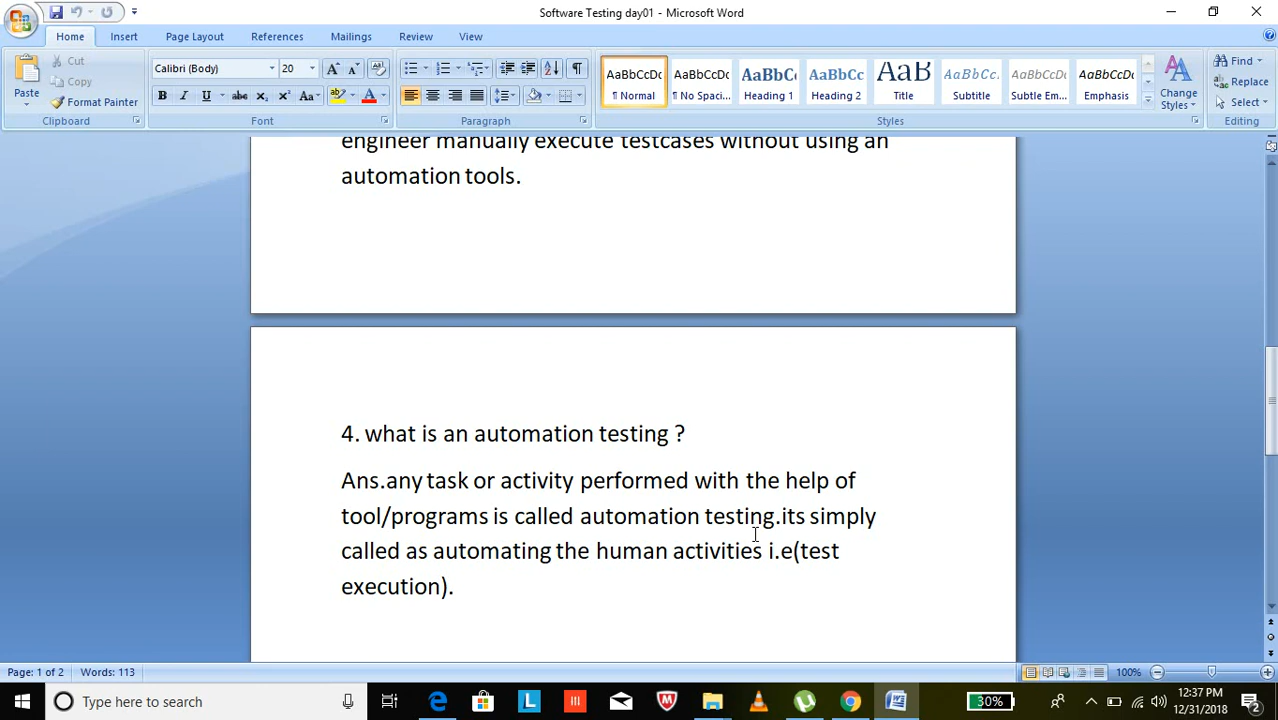 Software Testing day01 - Microsoft Word
Home Insert Page Layout References Mailings Review View
Paste
Cut
Copy
Format Painter
Clipboard
Calibri (Body) 20
Font
Paragraph
AaBbCcDc AaBbCcDc AaBbC AaBbCc AaB AaBbCc. AaBbCcDc AaBbCcDc
¶ Normal ¶ No Spaci... Heading 1 Heading 2 Title Subtitle Subtle Em... Emphasis
Change
Styles
Styles
Find
Replace
Select
Editing
engineer manually execute testcases without using an
automation tools.
4. what is an automation testing ?
Ans.any task or activity performed with the help of
tool/programs is called automation testing.its simply
called as automating the human activities i.e(test
execution).
Page: 1 of 2 Words: 113
100%
Type here to search
30%
12:37 PM
12/31/2018
2